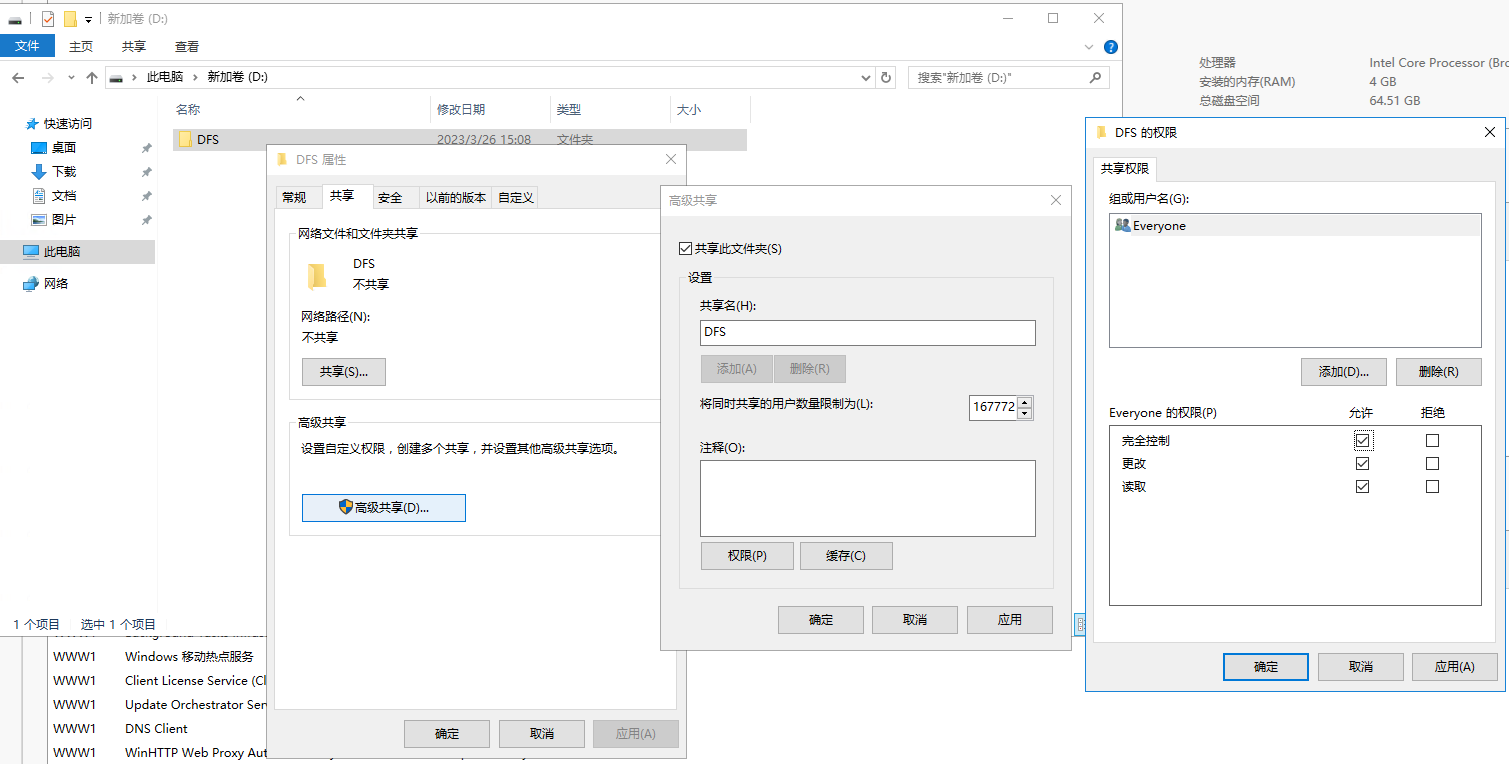 新加卷 (D:)
文件 主页 共享 查看
此电脑 新加卷 (D:)
搜索"新加卷 (D:)"
名称 修改日期 类型 大小
快速访问
桌面
下载
文档
图片
此电脑
网络
DFS 2023/3/26 15:08 文件夹
1 个项目 选中 1 个项目
WWW1
WWW1 Windows 移动热点服务
WWW1 Client License Service (Cl
WWW1 Update Orchestrator Ser
WWW1 DNS Client
WWW1 WinHTTP Web Proxy Aut
DFS 属性
常规 共享 安全 以前的版本 自定义
网络文件和文件夹共享
DFS
不共享
网络路径(N):
不共享
共享(S)...
高级共享
设置自定义权限，创建多个共享，并设置其他高级共享选项。
高级共享(D)...
确定 取消 应用(A)
高级共享
共享此文件夹(S)
设置
共享名(H):
DFS
添加(A) 删除(R)
将同时共享的用户数量限制为(L):
167772
注释(O):
权限(P) 缓存(C)
确定 取消 应用
处理器 Intel Core Processor (Bro
安装的内存(RAM) 4 GB
总磁盘空间 64.51 GB
DFS 的权限
共享权限
组或用户名(G):
Everyone
添加(D)... 删除(R)
Everyone 的权限(P) 允许 拒绝
完全控制
更改
读取
确定 取消 应用(A)